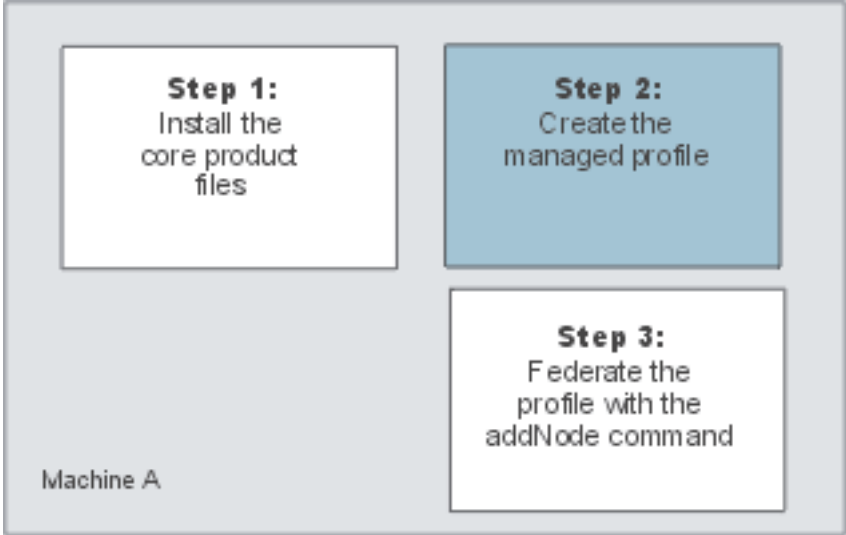 Step 1:
Install the
core product
files
Step 2:
Create the
managed profile
Step 3:
Federate the
profile with the
addNode command
Machine A